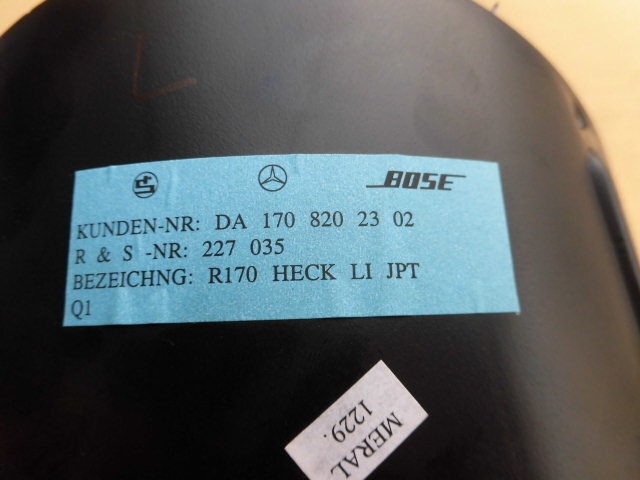 BOSE
KUNDEN-NR: DA 170 820 23 02
R & S -NR: 227 035
BEZEICHNG: R170 HECK LI JPT
Q1
MERAL
1229.